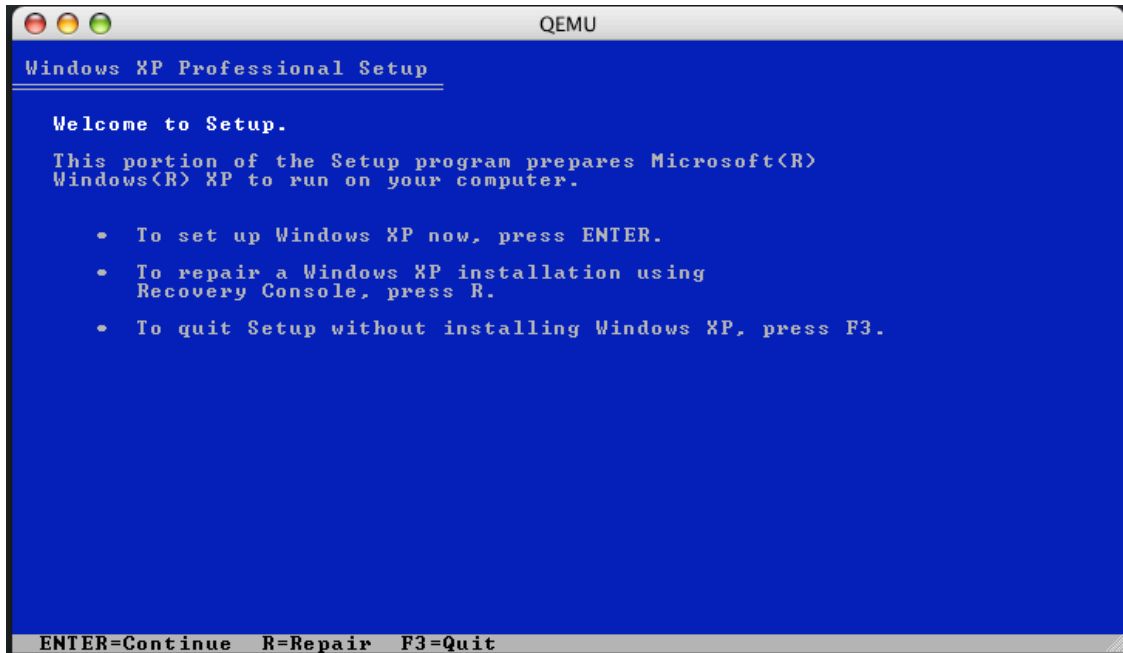 QEMU
Windows XP Professional Setup
Welcome to Setup.
This portion of the Setup program prepares Microsoft(R)
Windows(R) XP to run on your computer.
• To set up Windows XP now, press ENTER.
• To repair a Windows XP installation using
Recovery Console, press R.
• To quit Setup without installing Windows XP, press F3.
ENTER=Continue R=Repair F3=Quit